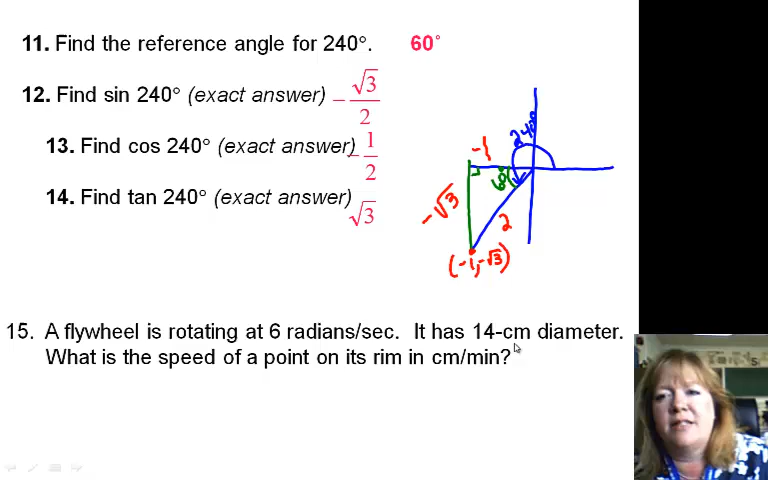 11. Find the reference angle for 240°. 60°
12. Find sin 240° (exact answer) -√3/2
13. Find cos 240° (exact answer) -1/2
14. Find tan 240° (exact answer) √3
240°
-1
60°
-√3
2
(-1,-√3)
15. A flywheel is rotating at 6 radians/sec. It has 14-cm diameter.
What is the speed of a point on its rim in cm/min?